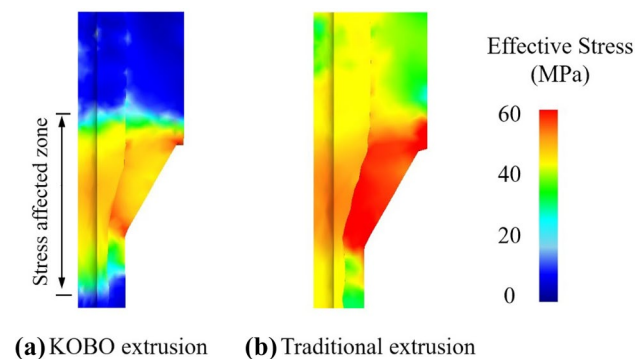 Effective Stress
(MPa)
60
40
20
0
Stress affected zone
(a) KOBO extrusion
(b) Traditional extrusion